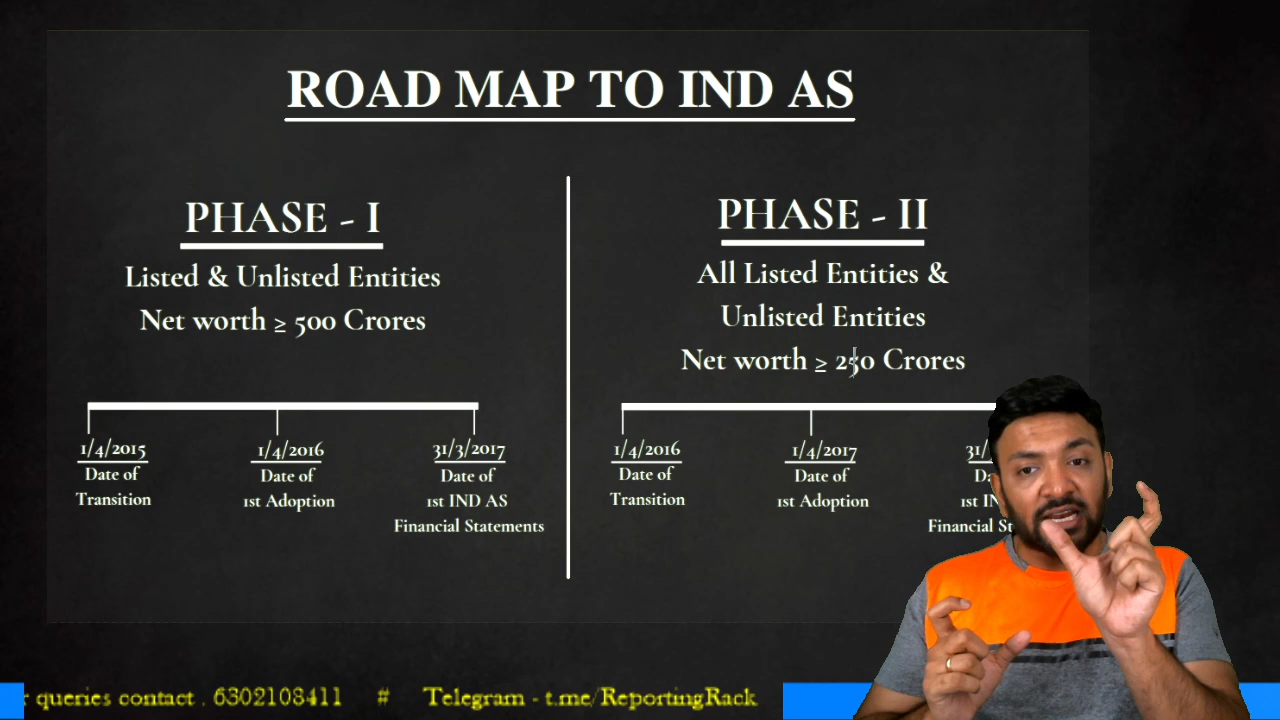 ROAD MAP TO IND AS
PHASE - I
Listed & Unlisted Entities
Net worth ≥ 500 Crores
1/4/2015
Date of
Transition
1/4/2016
Date of
1st Adoption
31/3/2017
Date of
1st IND AS
Financial Statements
PHASE - II
All Listed Entities &
Unlisted Entities
Net worth ≥ 250 Crores
1/4/2016
Date of
Transition
1/4/2017
Date of
1st Adoption
1st
Financial
queries contact . 6302108411 # Telegram - t.me/ReportingRack